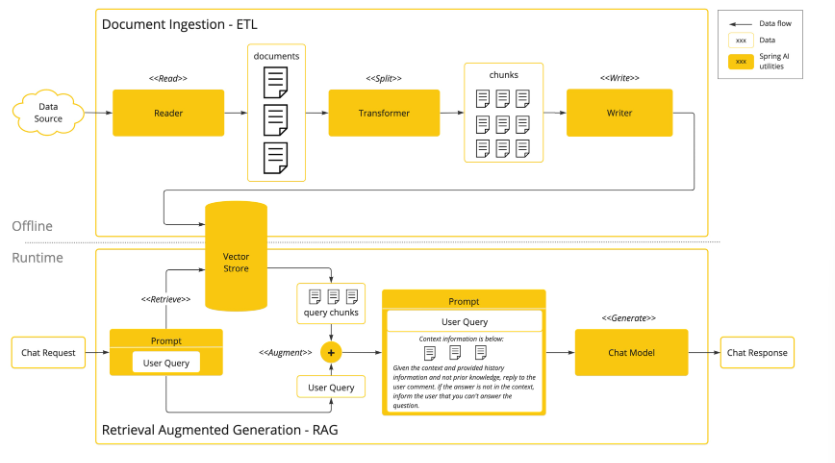 Document Ingestion - ETL
Data flow
xxx
Data
xxx
Spring AI
utilities
Data
Source
<<Read>>
Reader
documents
<<Split>>
Transformer
chunks
<<Write>>
Writer
Offline
Runtime
Vector
Strore
<<Retrieve>>
Chat Request
Prompt
User Query
query chunks
<<Augment>>
+
User Query
Prompt
User Query
Context information is below:
Given the context and provided history
information and not prior knowledge, reply to the
user comment. if the answer is not in the context,
inform the user that you can't answer the
question.
<<Generate>>
Chat Model
Chat Response
Retrieval Augmented Generation - RAG